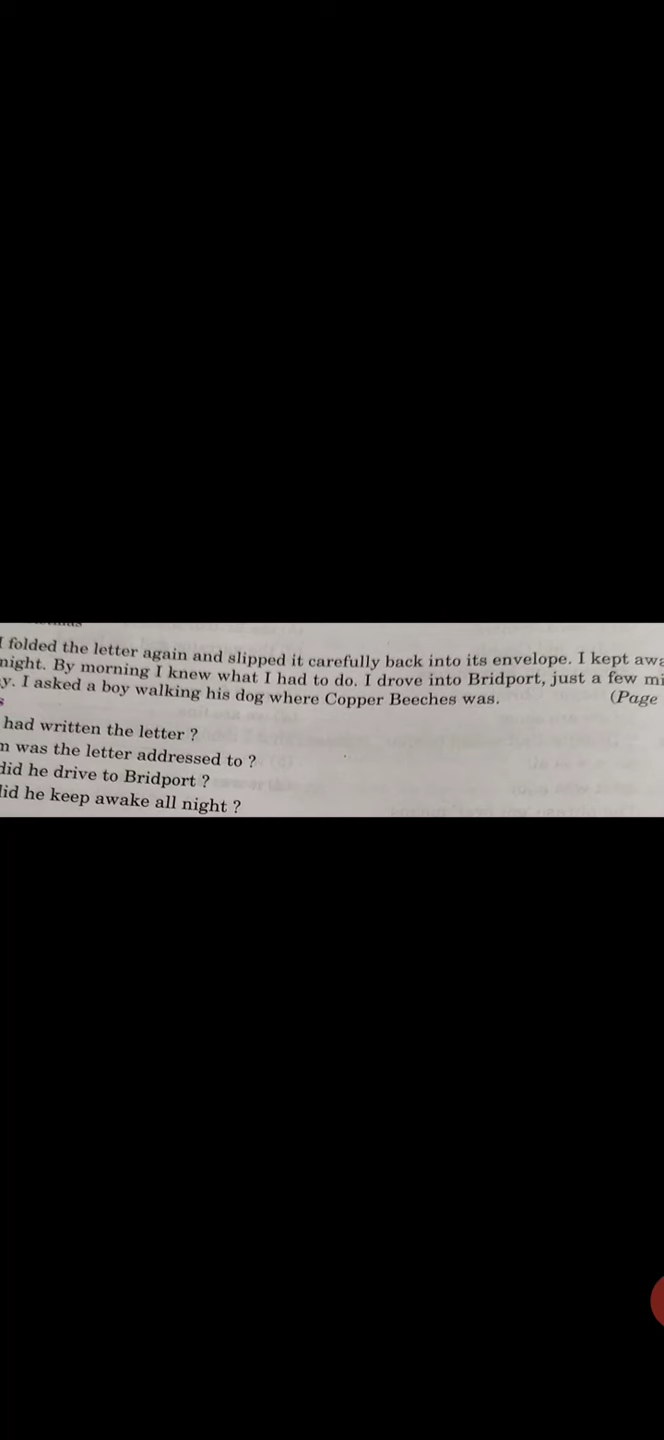 I folded the letter again and slipped it carefully back into its envelope. I kept
night. By morning I knew what I had to do. I drove into Bridport, just a few
I asked a boy walking his dog where Copper Beeches was. (Page
had written the letter ?
was the letter addressed to ?
did he drive to Bridport ?
did he keep awake all night ?